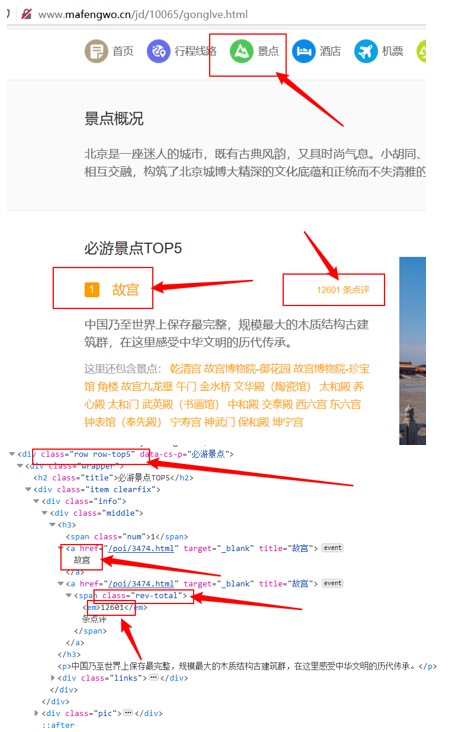 www.mafengwo.cn/jd/10065/gonglve.html
首页 行程线路 景点 酒店 机票
景点概况
北京是一座迷人的城市，既有古典风韵，又具时尚气息。小胡同、
相互交融，构筑了北京城博大精深的文化底蕴和正统而不失清雅的
必游景点TOP5
1 故宫 12601 条点评
中国乃至世界上保存最完整，规模最大的木质结构古建
筑群，在这里感受中华文明的历代传承。
这里还包含景点： 乾清宫 故宫博物院-御花园 故宫博物院-珍宝
馆 角楼 故宫九龙壁 午门 金水桥 文华殿（陶瓷馆） 太和殿 养
心殿 太和门 武英殿（书画馆） 中和殿 交泰殿 西六宫 东六宫
钟表馆（奉先殿） 宁寿宫 神武门 保和殿 坤宁宫
<div class="row row-top5" data-cs-p="必游景点">
<div class="wrapper">
<h2 class="title">必游景点TOP5</h2>
<div class="item clearfix">
<div class="info">
<div class="middle">
<h3>
<span class="num">1</span>
<a href="/poi/3474.html" target="_blank" title="故宫"> event
故宫
</a>
<a href="/poi/3474.html" target="_blank" title="故宫"> event
<span class="rev-total">
<em>12601</em>
条点评
</span>
</a>
</h3>
<p>中国乃至世界上保存最完整，规模最大的木质结构古建筑群，在这里感受中华文明的历代传承。</p>
<div class="links">⋯</div>
</div>
</div>
<div class="pic">⋯</div>
::after